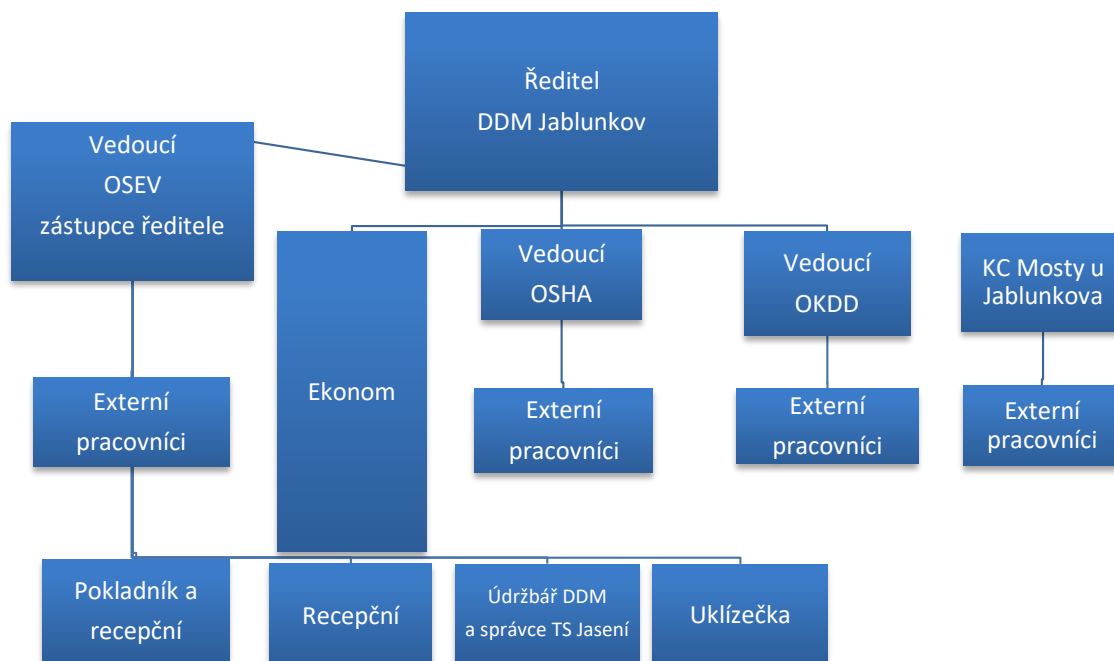 Ředitel
DDM Jablunkov
Vedoucí
OSEV
zástupce ředitele
Ekonom
Vedoucí
OSHA
Vedoucí
OKDD
KC Mosty u
Jablunkova
Externí
pracovníci
Externí
pracovníci
Externí
pracovníci
Externí
pracovníci
Pokladník a
recepční
Recepční
Údržbář DDM
a správce TS Jasení
Uklízečka